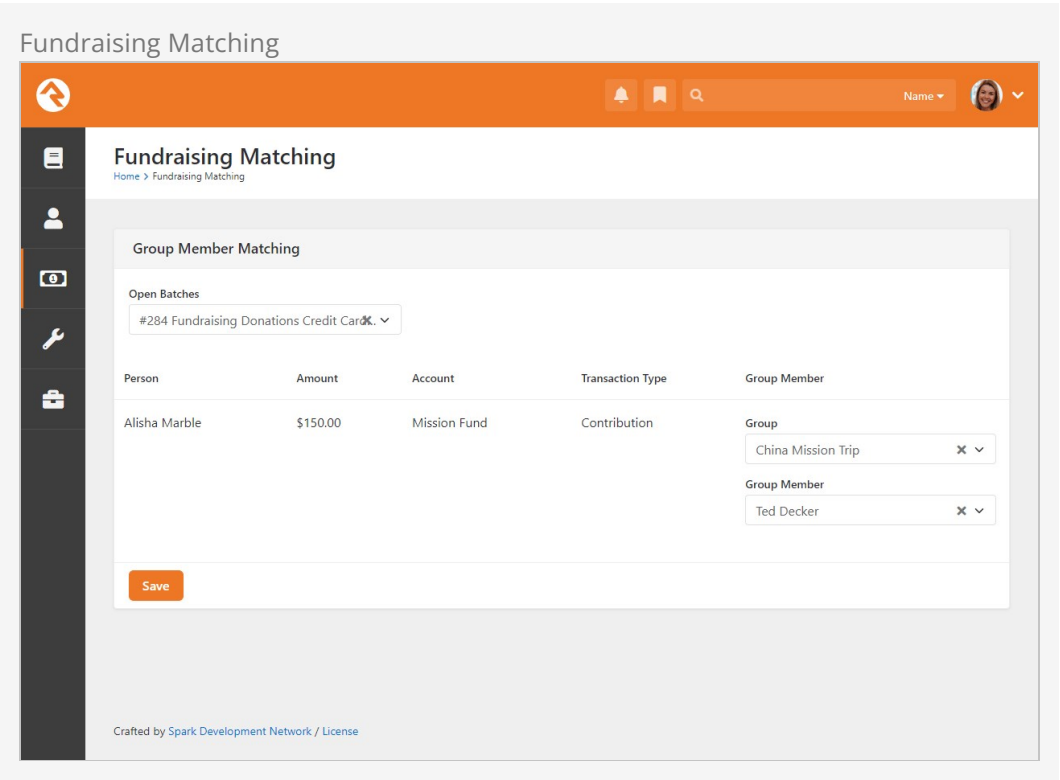 Fundraising Matching
Name
Fundraising Matching
Home > Fundraising Matching
Group Member Matching
Open Batches
#284 Fundraising Donations Credit Card...
Person Amount Account Transaction Type Group Member
Alisha Marble $150.00 Mission Fund Contribution Group
China Mission Trip
Group Member
Ted Decker
Save
Crafted by Spark Development Network / License